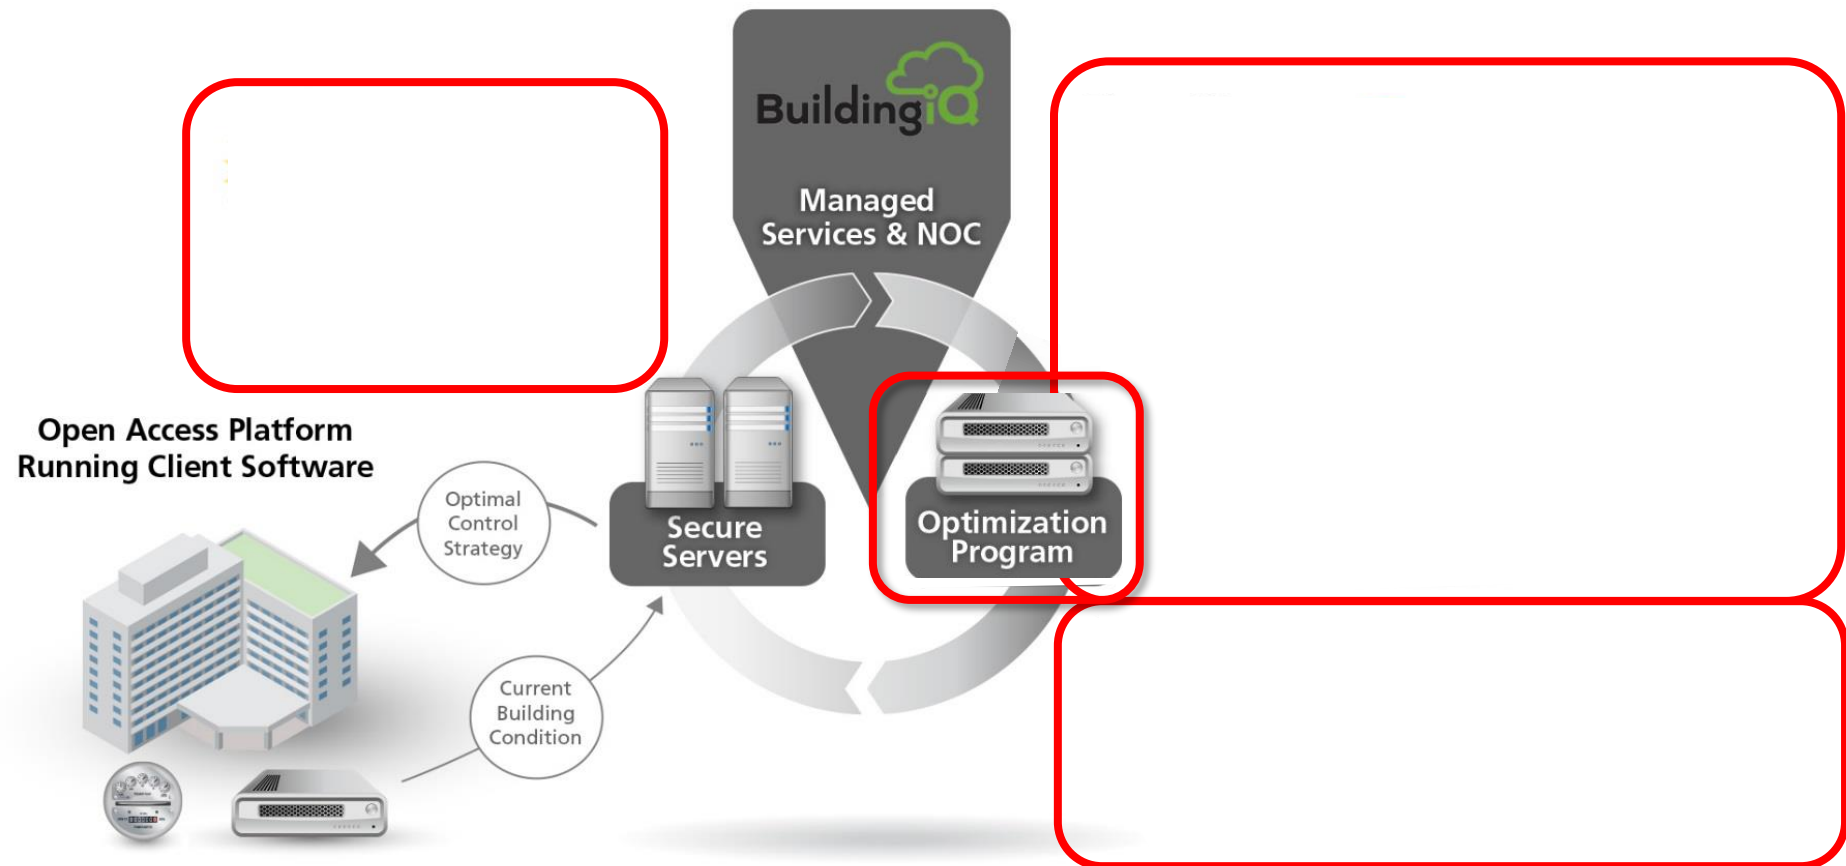 BuildingiQ
Managed
Services & NOC
Open Access Platform
Running Client Software
Optimal
Control
Strategy
Secure
Servers
Optimization
Program
Current
Building
Condition